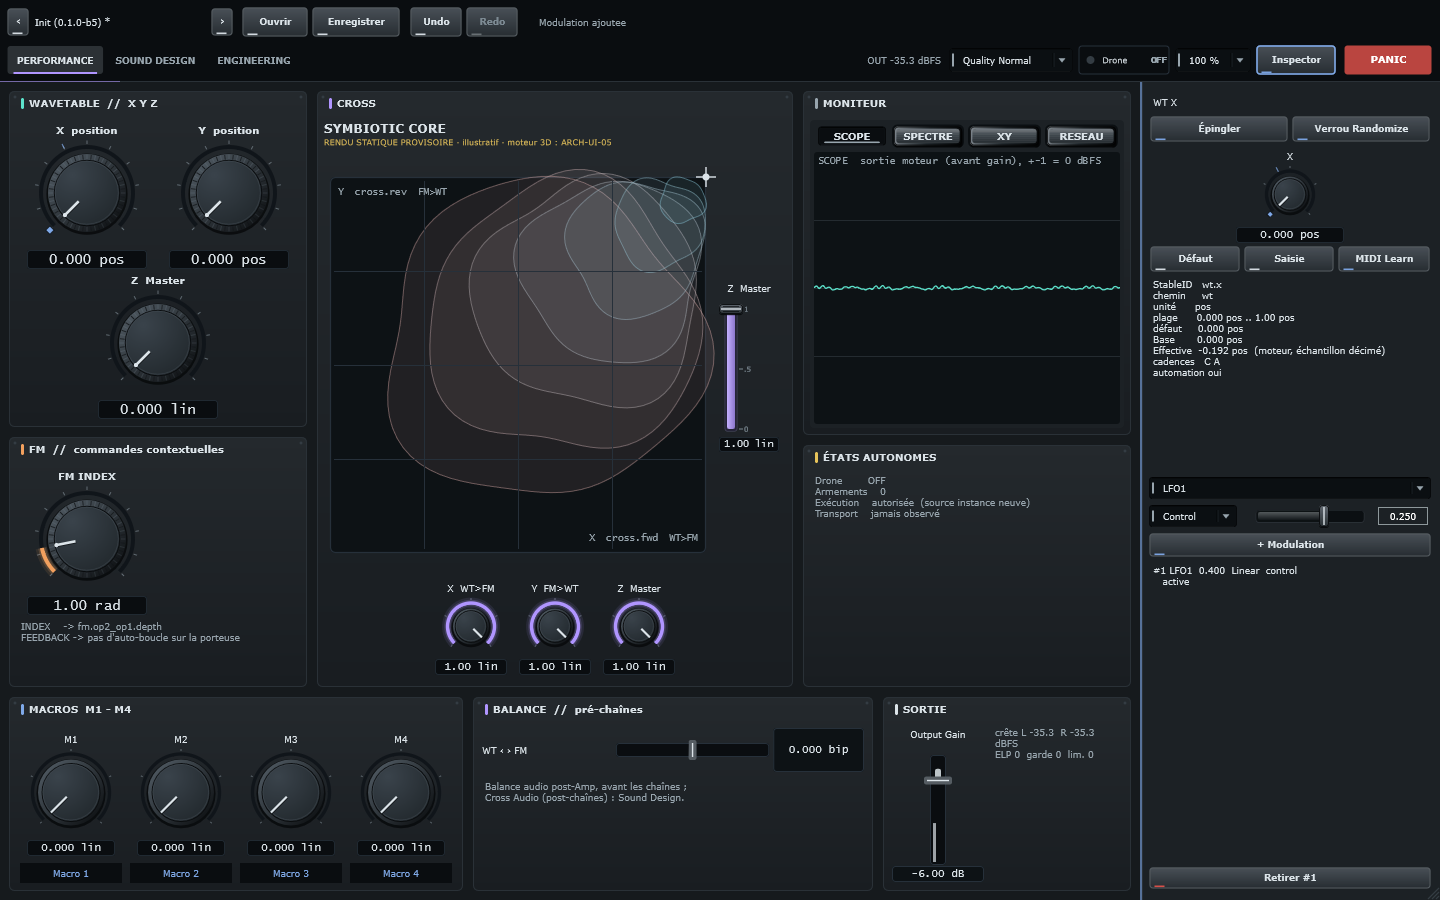 ‹ Init (0.1.0-b5) * › Ouvrir Enregistrer Undo Redo Modulation ajoutee
PERFORMANCE SOUND DESIGN ENGINEERING OUT -35.3 dBFS Quality Normal Drone OFF 100 % Inspector PANIC
WAVETABLE // X Y Z
X position Y position
0.000 pos 0.000 pos
Z Master
0.000 lin
FM // commandes contextuelles
FM INDEX
1.00 rad
INDEX -> fm.op2_op1.depth
FEEDBACK -> pas d'auto-boucle sur la porteuse
CROSS
SYMBIOTIC CORE
RENDU STATIQUE PROVISOIRE - illustratif - moteur 3D : ARCH-UI-05
Y cross.rev FM>WT
X cross.fwd WT>FM
Z Master
1
.5
0
1.00 lin
X WT>FM Y FM>WT Z Master
1.00 lin 1.00 lin 1.00 lin
MONITEUR
SCOPE SPECTRE XY RESEAU
SCOPE sortie moteur (avant gain), +-1 = 0 dBFS
ÉTATS AUTONOMES
Drone OFF
Armements 0
Exécution autorisée (source instance neuve)
Transport jamais observé
MACROS M1 - M4
M1 M2 M3 M4
0.000 lin 0.000 lin 0.000 lin 0.000 lin
Macro 1 Macro 2 Macro 3 Macro 4
BALANCE // pré-chaînes
WT ‹ › FM 0.000 bip
Balance audio post-Amp, avant les chaînes ;
Cross Audio (post-chaînes) : Sound Design.
SORTIE
Output Gain
crête L -35.3 R -35.3
dBFS
ELP 0 garde 0 lim. 0
-6.00 dB
WT X
Épingler Verrou Randomize
X
0.000 pos
Défaut Saisie MIDI Learn
StableID wt.x
chemin wt
unité pos
plage 0.000 pos .. 1.00 pos
défaut 0.000 pos
Base 0.000 pos
Effective -0.192 pos (moteur, échantillon décimé)
cadences C A
automation oui
LFO1
Control 0.250
+ Modulation
#1 LFO1 0.400 Linear control
active
Retirer #1